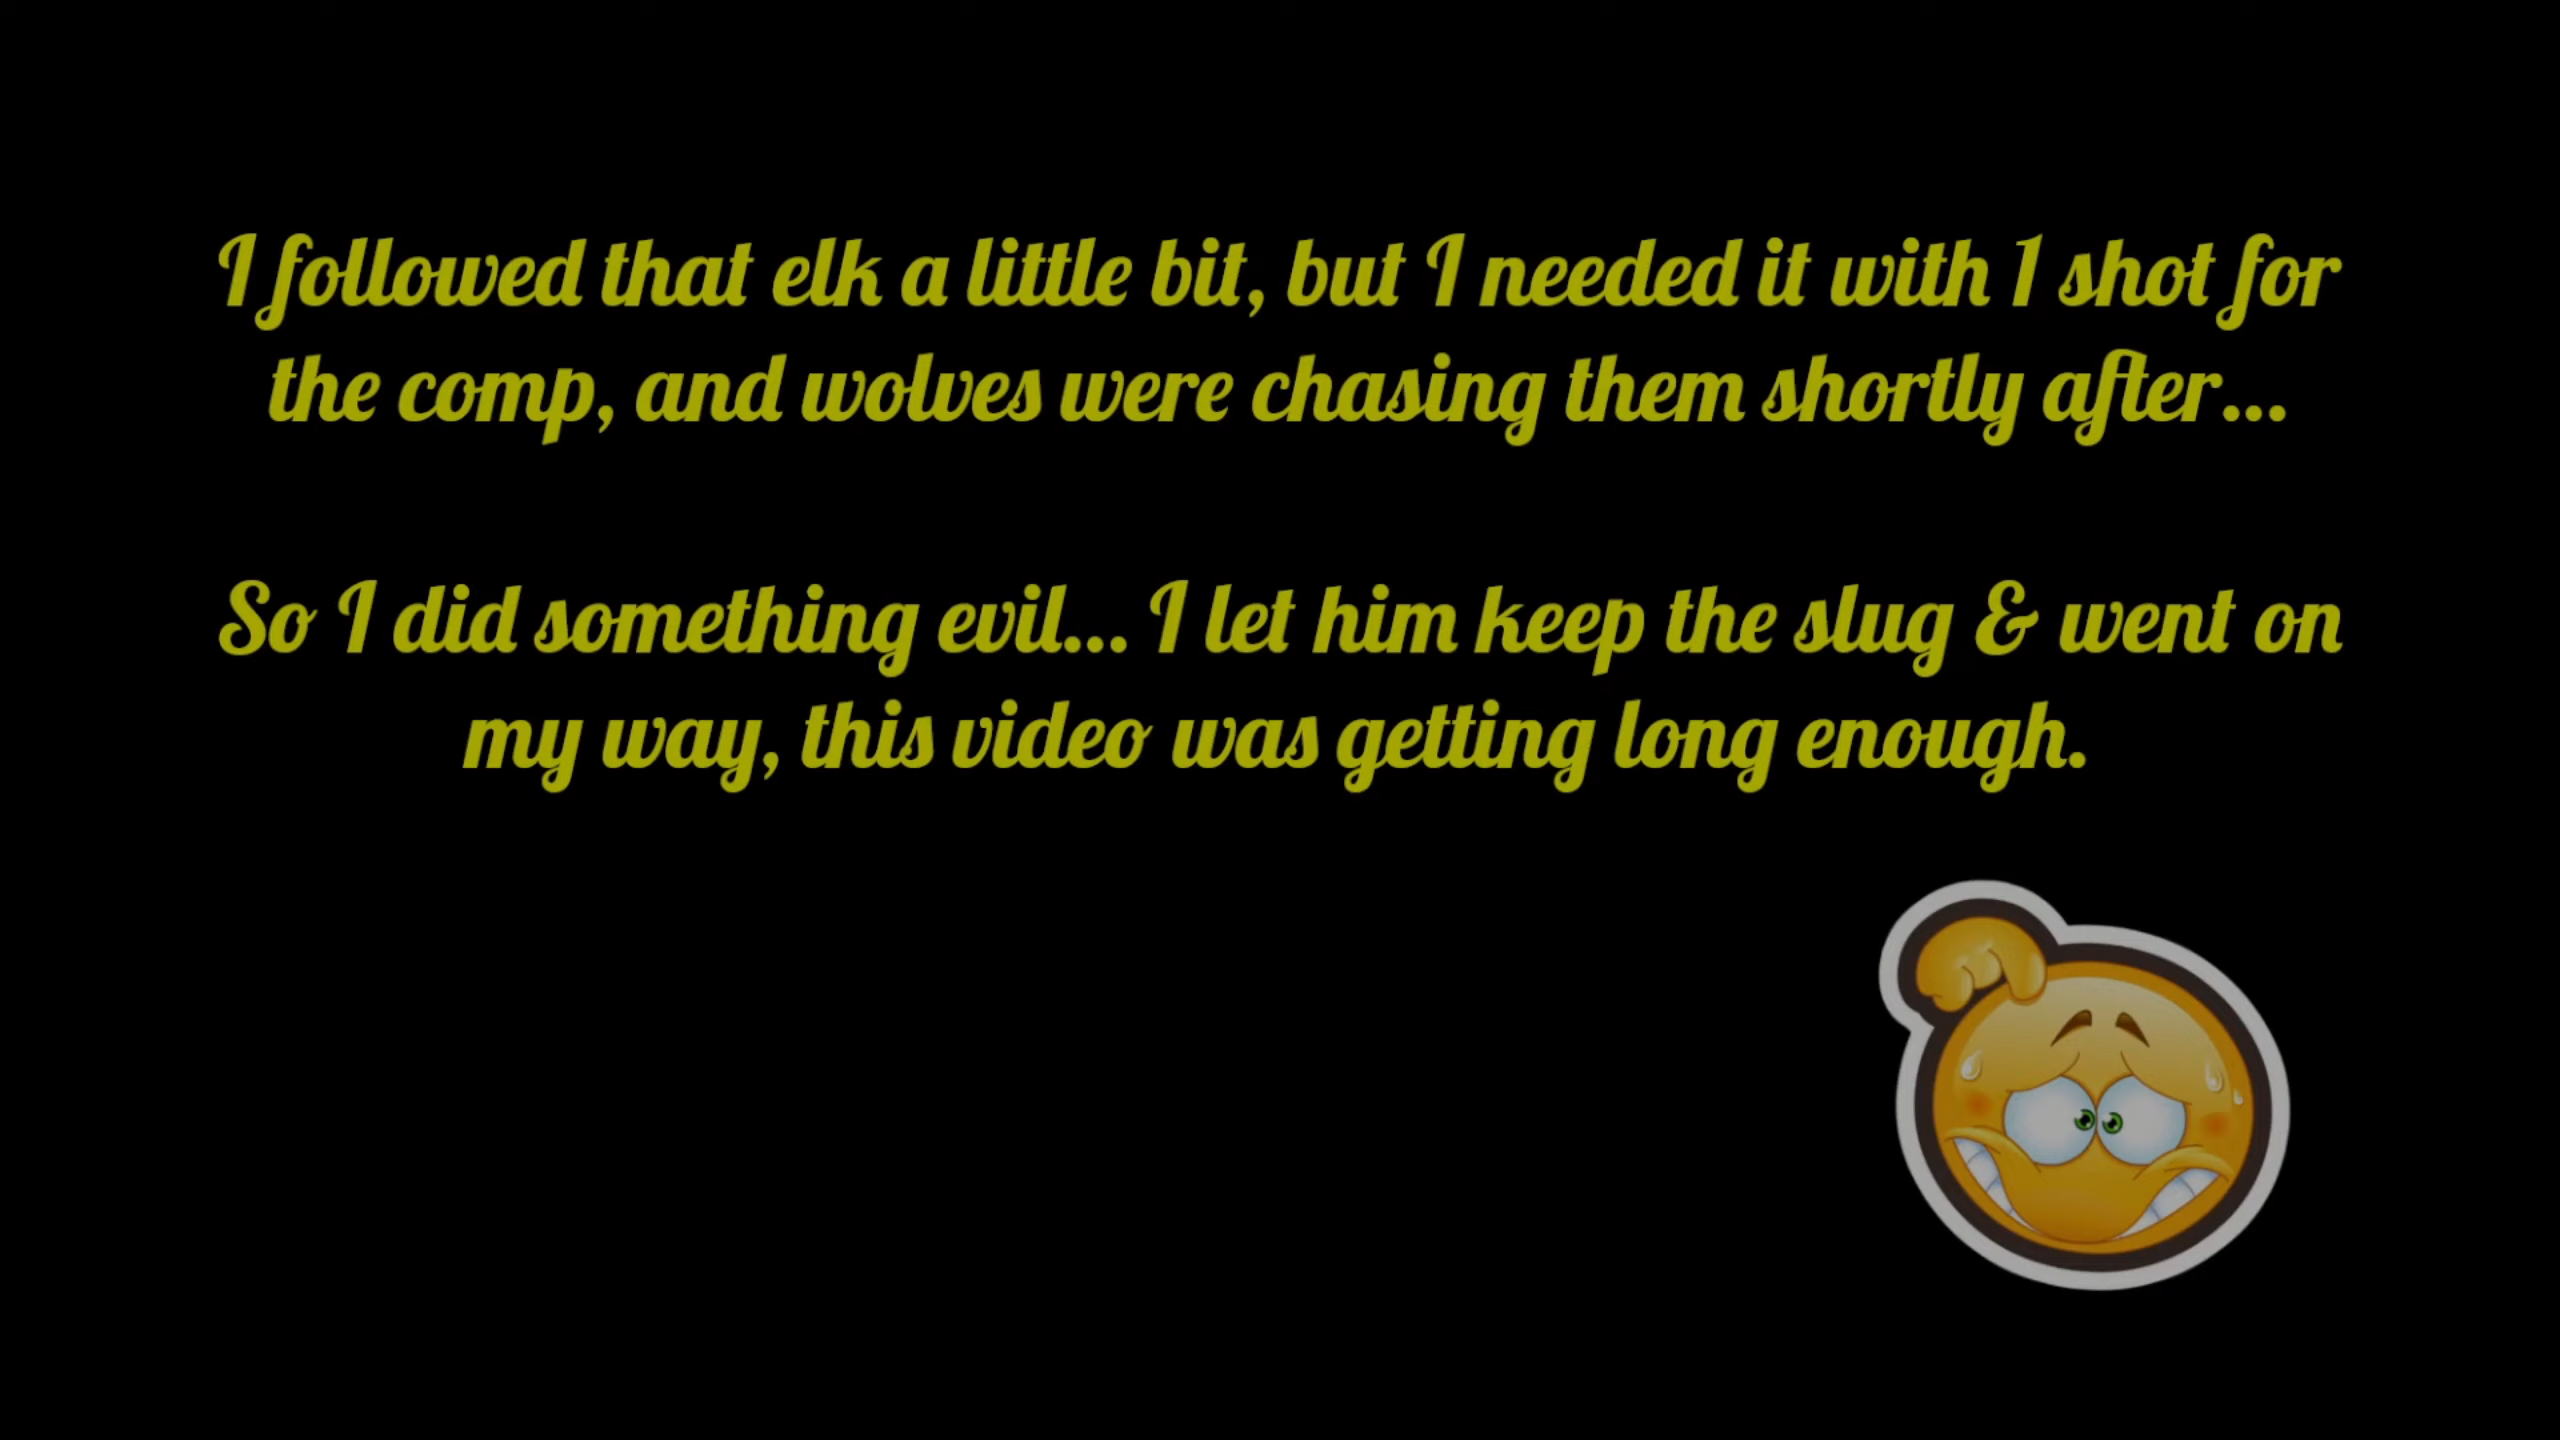 I followed that elk a little bit, but I needed it with 1 shot for
the comp, and wolves were chasing them shortly after...
So I did something evil... I let him keep the slug & went on
my way, this video was getting long enough.